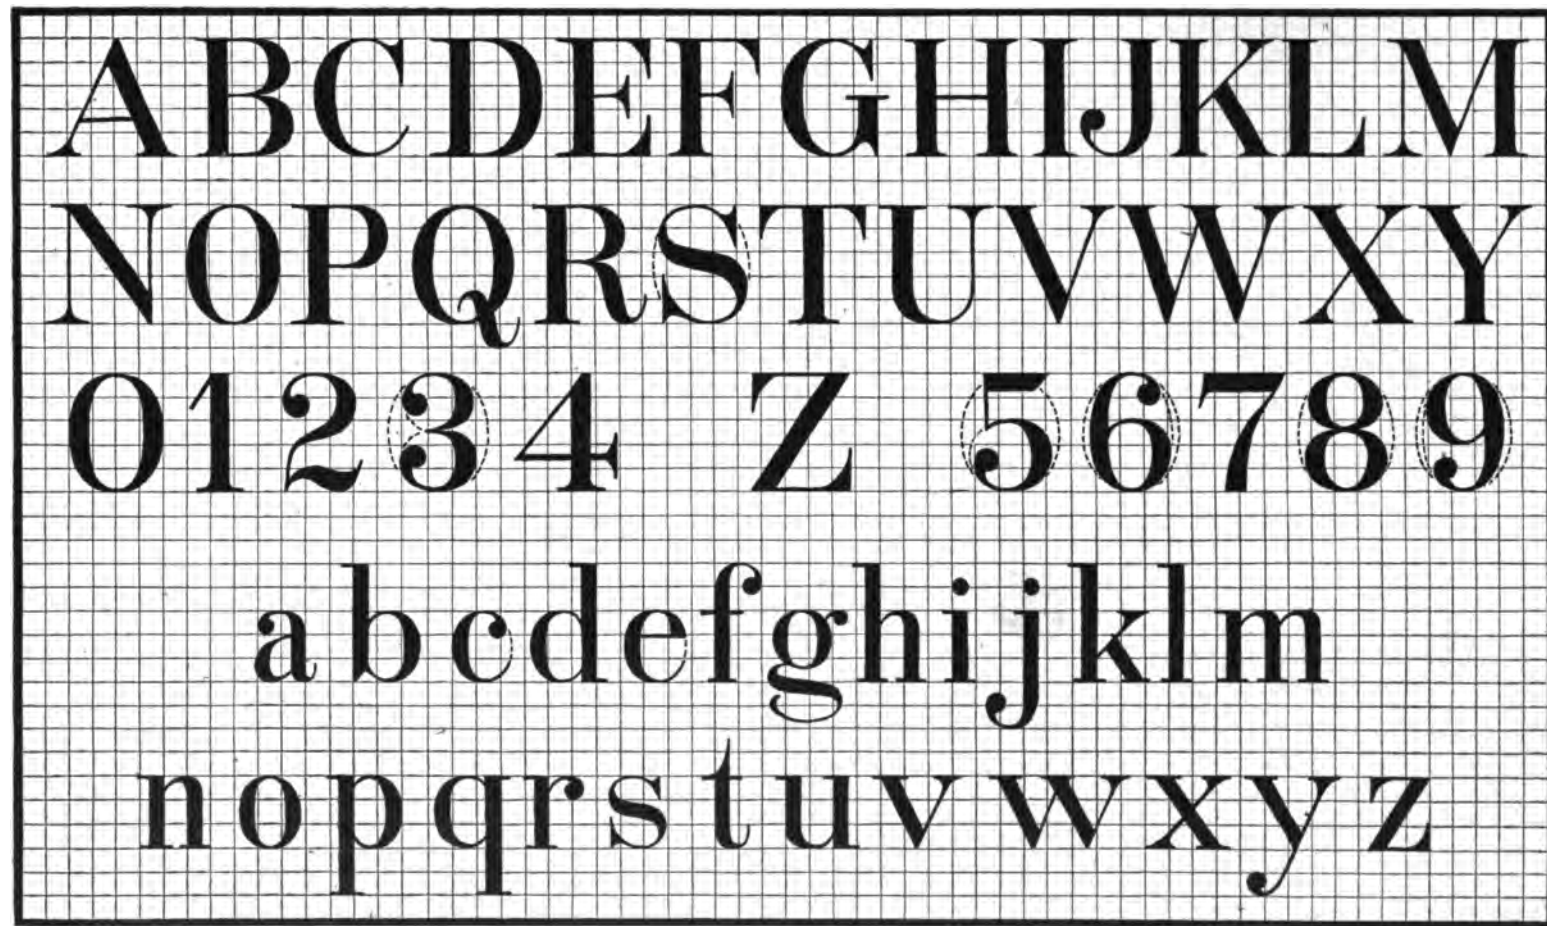 ABCDEFGHIJKLM
NOPQRSTUVWXY
01234 Z 56789
abcdefghijklm
nopqrstuvwxyz